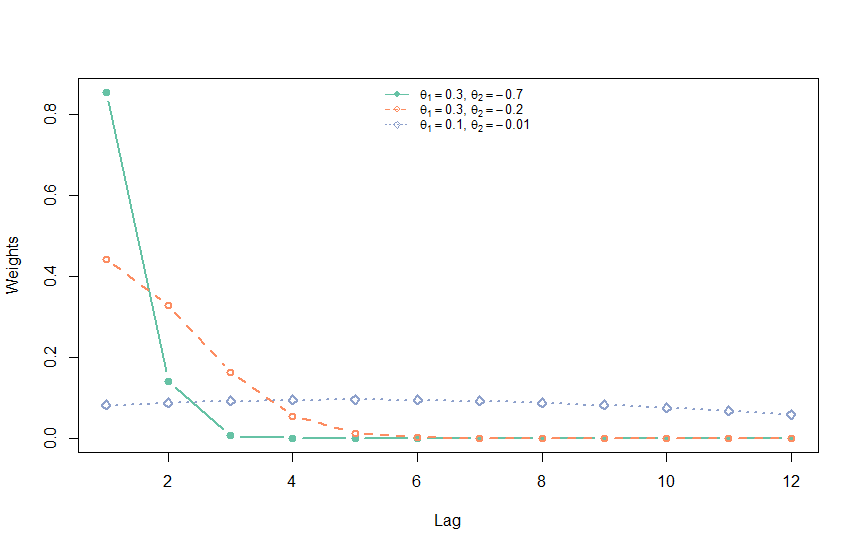 θ₁ = 0.3, θ₂ = −0.7
θ₁ = 0.3, θ₂ = −0.2
θ₁ = 0.1, θ₂ = −0.01
Weights
0.8
0.6
0.4
0.2
0.0
2 4 6 8 10 12
Lag